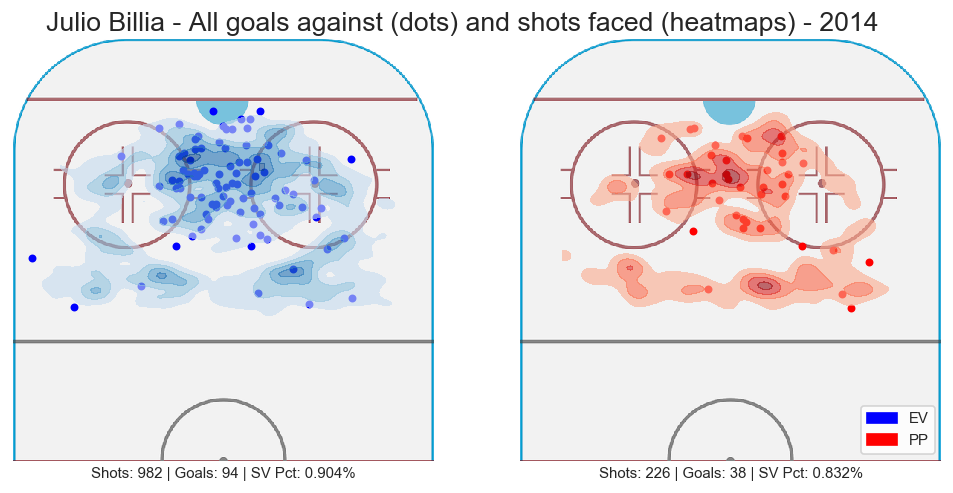 Julio Billia - All goals against (dots) and shots faced (heatmaps) - 2014
EV
PP
Shots: 982 | Goals: 94 | SV Pct: 0.904%
Shots: 226 | Goals: 38 | SV Pct: 0.832%